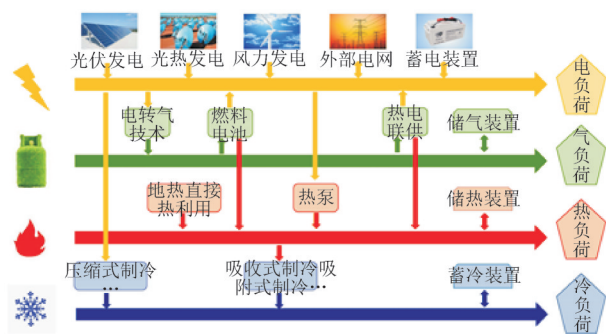 光伏发电 光热发电 风力发电 外部电网 蓄电装置
电负荷
电转气
技术
燃料
电池
热电
联供
储气装置
气负荷
地热直接
热利用
热泵
储热装置
热负荷
压缩式制冷
…
吸收式制冷吸
附式制冷…
蓄冷装置
冷负荷